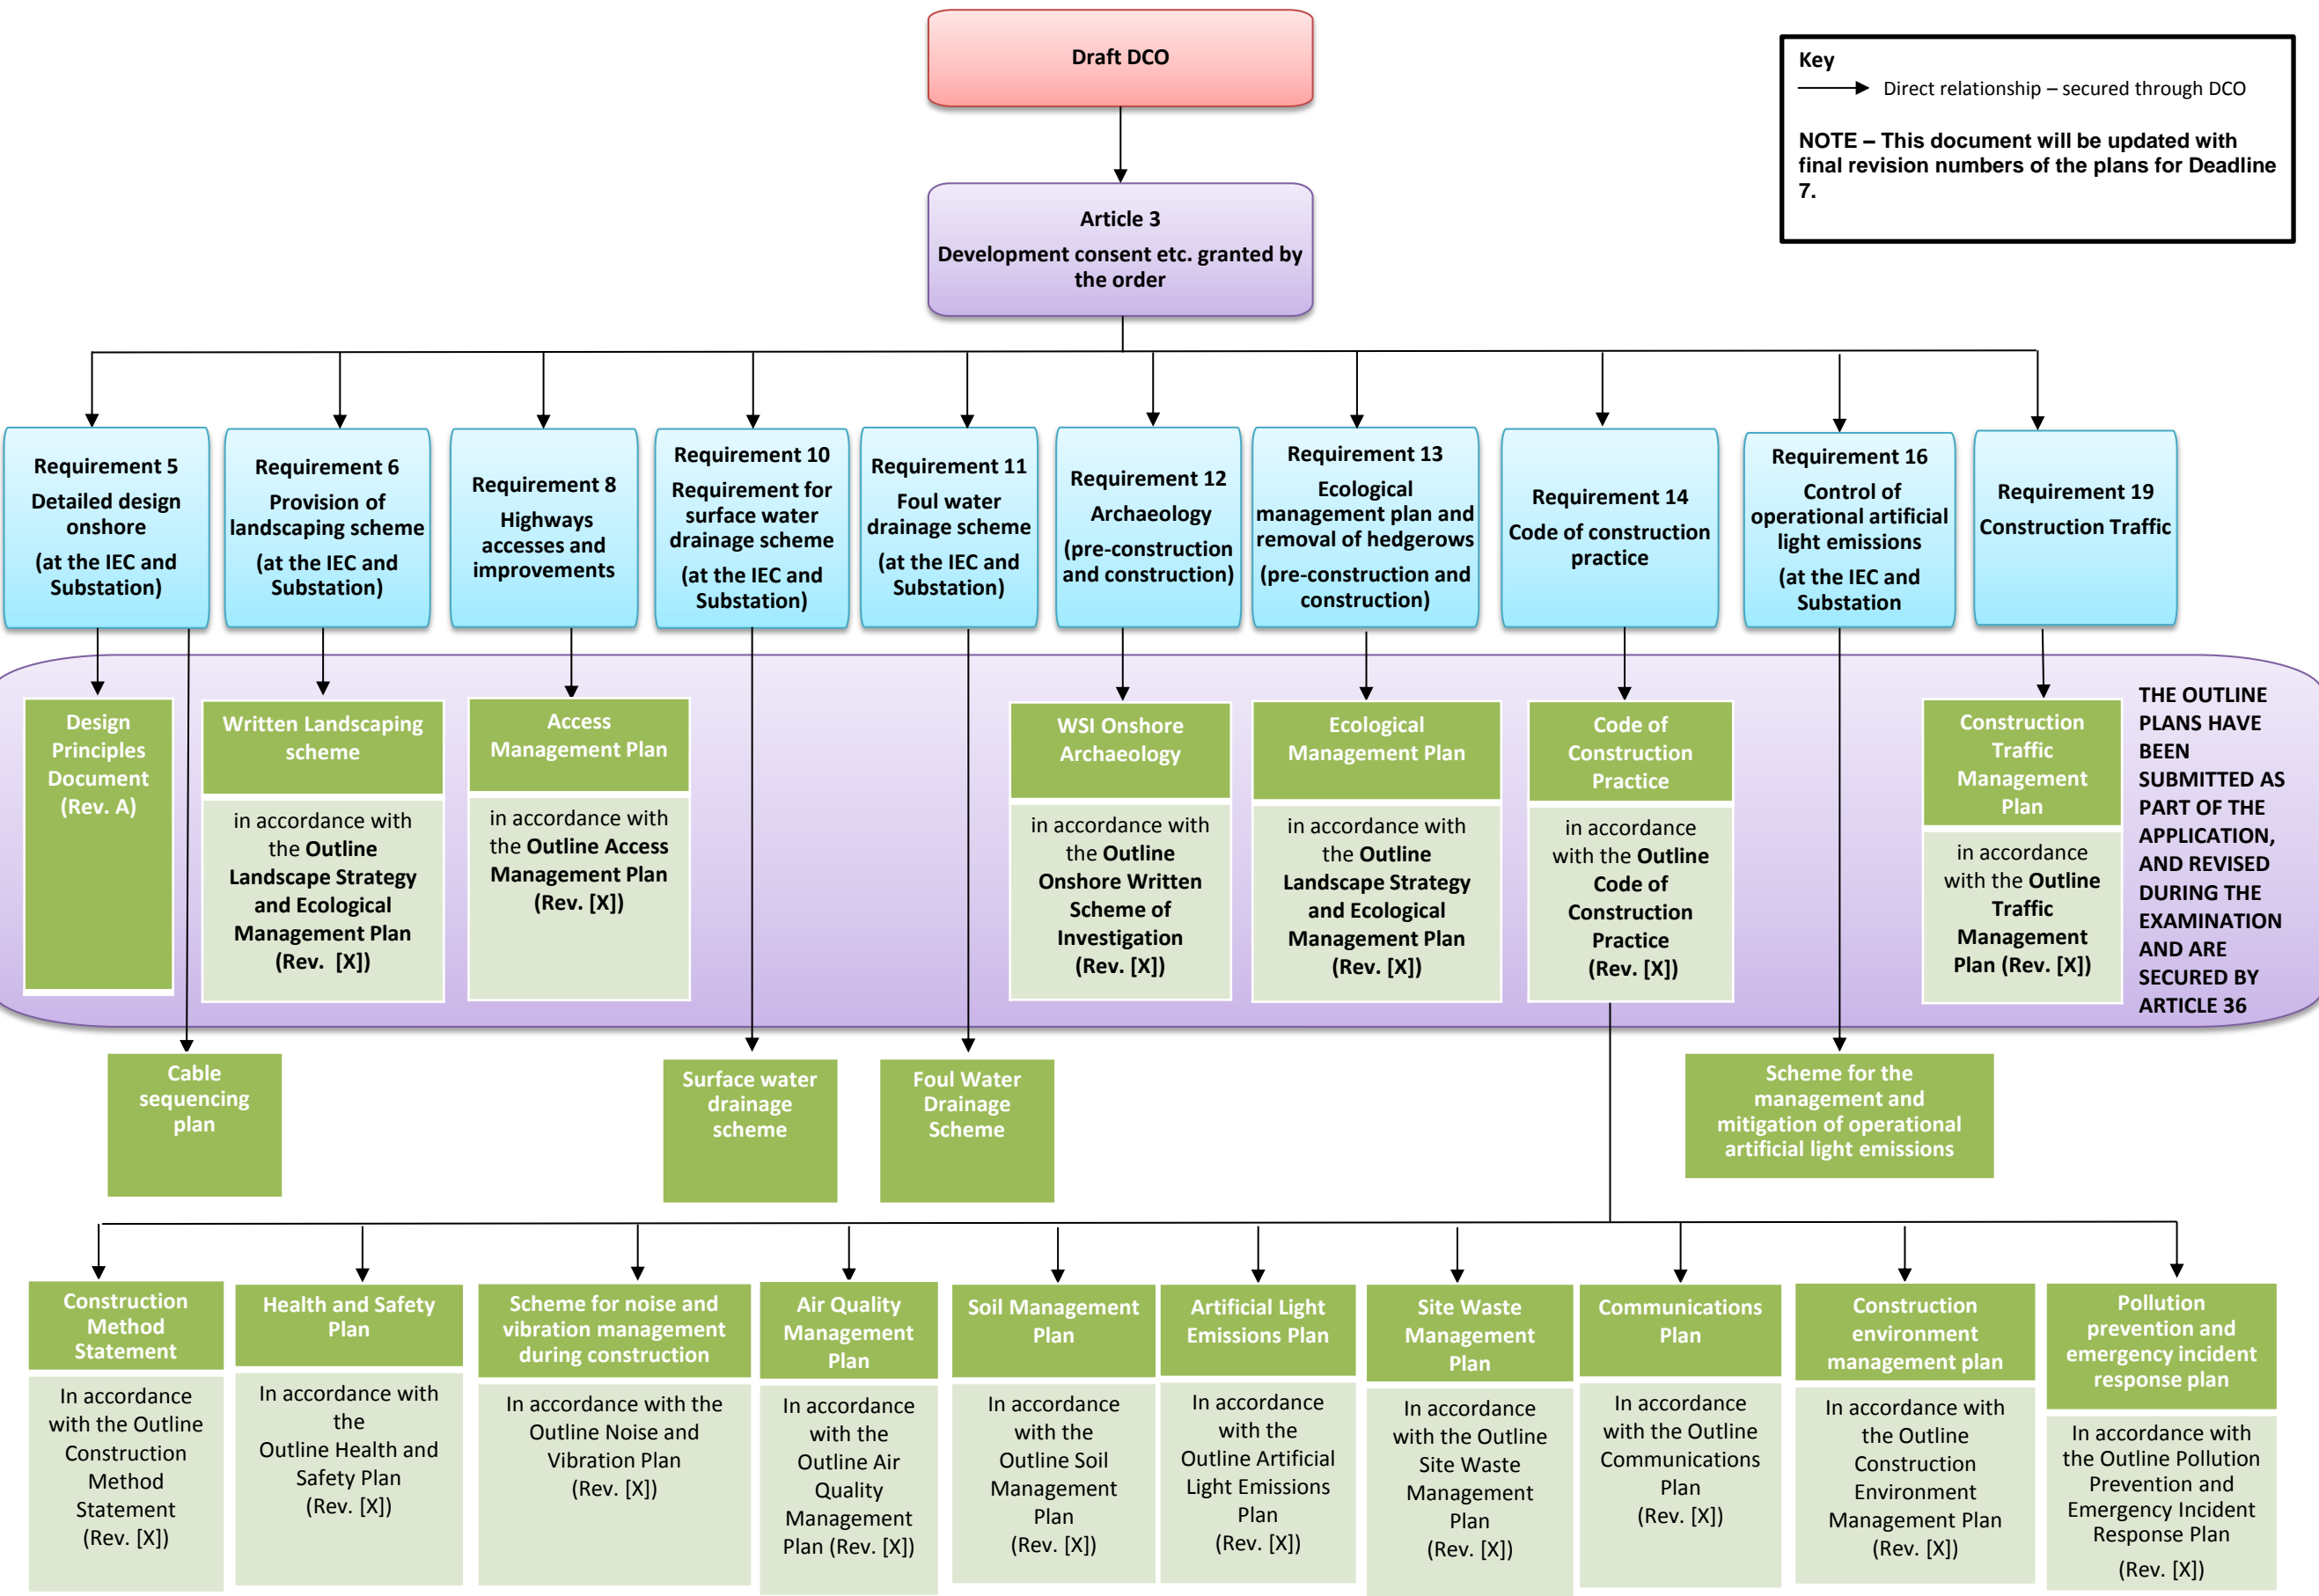 Draft DCO
Key
Direct relationship – secured through DCO
NOTE – This document will be updated with
final revision numbers of the plans for Deadline
7.
Article 3
Development consent etc. granted by
the order
Requirement 5
Detailed design
onshore
(at the IEC and
Substation)
Requirement 6
Provision of
landscaping scheme
(at the IEC and
Substation)
Requirement 8
Highways
accesses and
improvements
Requirement 10
Requirement for
surface water
drainage scheme
(at the IEC and
Substation)
Requirement 11
Foul water
drainage scheme
(at the IEC and
Substation)
Requirement 12
Archaeology
(pre-construction
and construction)
Requirement 13
Ecological
management plan and
removal of hedgerows
(pre-construction and
construction)
Requirement 14
Code of construction
practice
Requirement 16
Control of
operational artificial
light emissions
(at the IEC and
Substation
Requirement 19
Construction Traffic
Design
Principles
Document
(Rev. A)
Written Landscaping
scheme
in accordance with
the Outline
Landscape Strategy
and Ecological
Management Plan
(Rev. [X])
Access
Management Plan
in accordance with
the Outline Access
Management Plan
(Rev. [X])
WSI Onshore
Archaeology
in accordance with
the Outline
Onshore Written
Scheme of
Investigation
(Rev. [X])
Ecological
Management Plan
in accordance with
the Outline
Landscape Strategy
and Ecological
Management Plan
(Rev. [X])
Code of
Construction
Practice
in accordance
with the Outline
Code of
Construction
Practice
(Rev. [X])
Construction
Traffic
Management
Plan
in accordance
with the Outline
Traffic
Management
Plan (Rev. [X])
THE OUTLINE
PLANS HAVE
BEEN
SUBMITTED AS
PART OF THE
APPLICATION,
AND REVISED
DURING THE
EXAMINATION
AND ARE
SECURED BY
ARTICLE 36
Cable
sequencing
plan
Surface water
drainage
scheme
Foul Water
Drainage
Scheme
Scheme for the
management and
mitigation of operational
artificial light emissions
Construction
Method
Statement
In accordance
with the Outline
Construction
Method
Statement
(Rev. [X])
Health and Safety
Plan
In accordance with
the
Outline Health and
Safety Plan
(Rev. [X])
Scheme for noise and
vibration management
during construction
In accordance with the
Outline Noise and
Vibration Plan
(Rev. [X])
Air Quality
Management
Plan
In accordance
with the
Outline Air
Quality
Management
Plan (Rev. [X])
Soil Management
Plan
In accordance
with the
Outline Soil
Management
Plan
(Rev. [X])
Artificial Light
Emissions Plan
In accordance
with the
Outline Artificial
Light Emissions
Plan
(Rev. [X])
Site Waste
Management
Plan
In accordance
with the Outline
Site Waste
Management
Plan
(Rev. [X])
Communications
Plan
In accordance
with the Outline
Communications
Plan
(Rev. [X])
Construction
environment
management plan
In accordance with
the Outline
Construction
Environment
Management Plan
(Rev. [X])
Pollution
prevention and
emergency incident
response plan
In accordance with
the Outline Pollution
Prevention and
Emergency Incident
Response Plan
(Rev. [X])